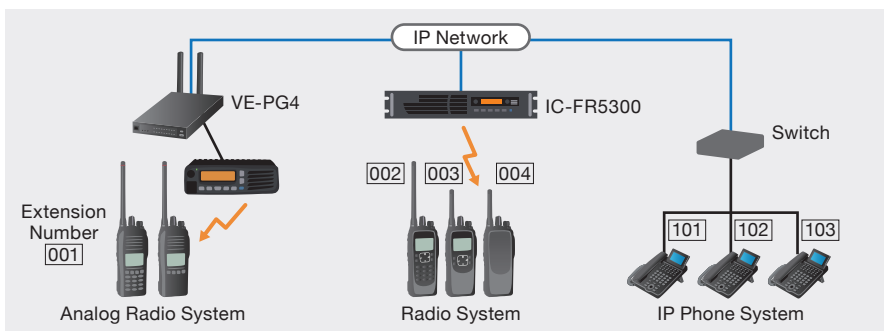 IP Network
VE-PG4
IC-FR5300
Switch
002
003
004
Extension
Number
001
101
102
103
Analog Radio System
Radio System
IP Phone System